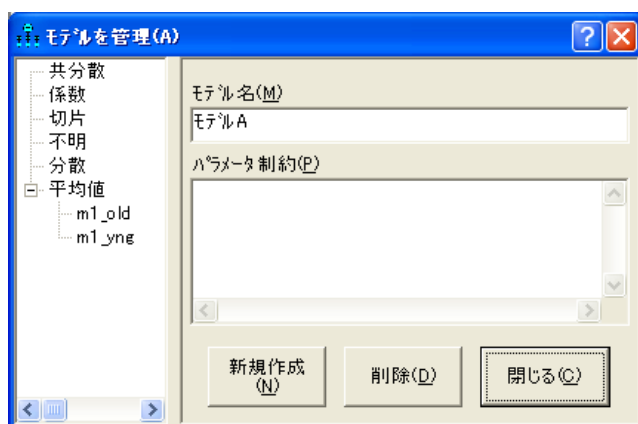 モデルを管理(A)
共分散
係数
切片
不明
分散
平均値
m1_old
m1_yng
モデル名(M)
モデル A
パラメータ制約(P)
新規作成
(N)
削除(D)
閉じる(C)